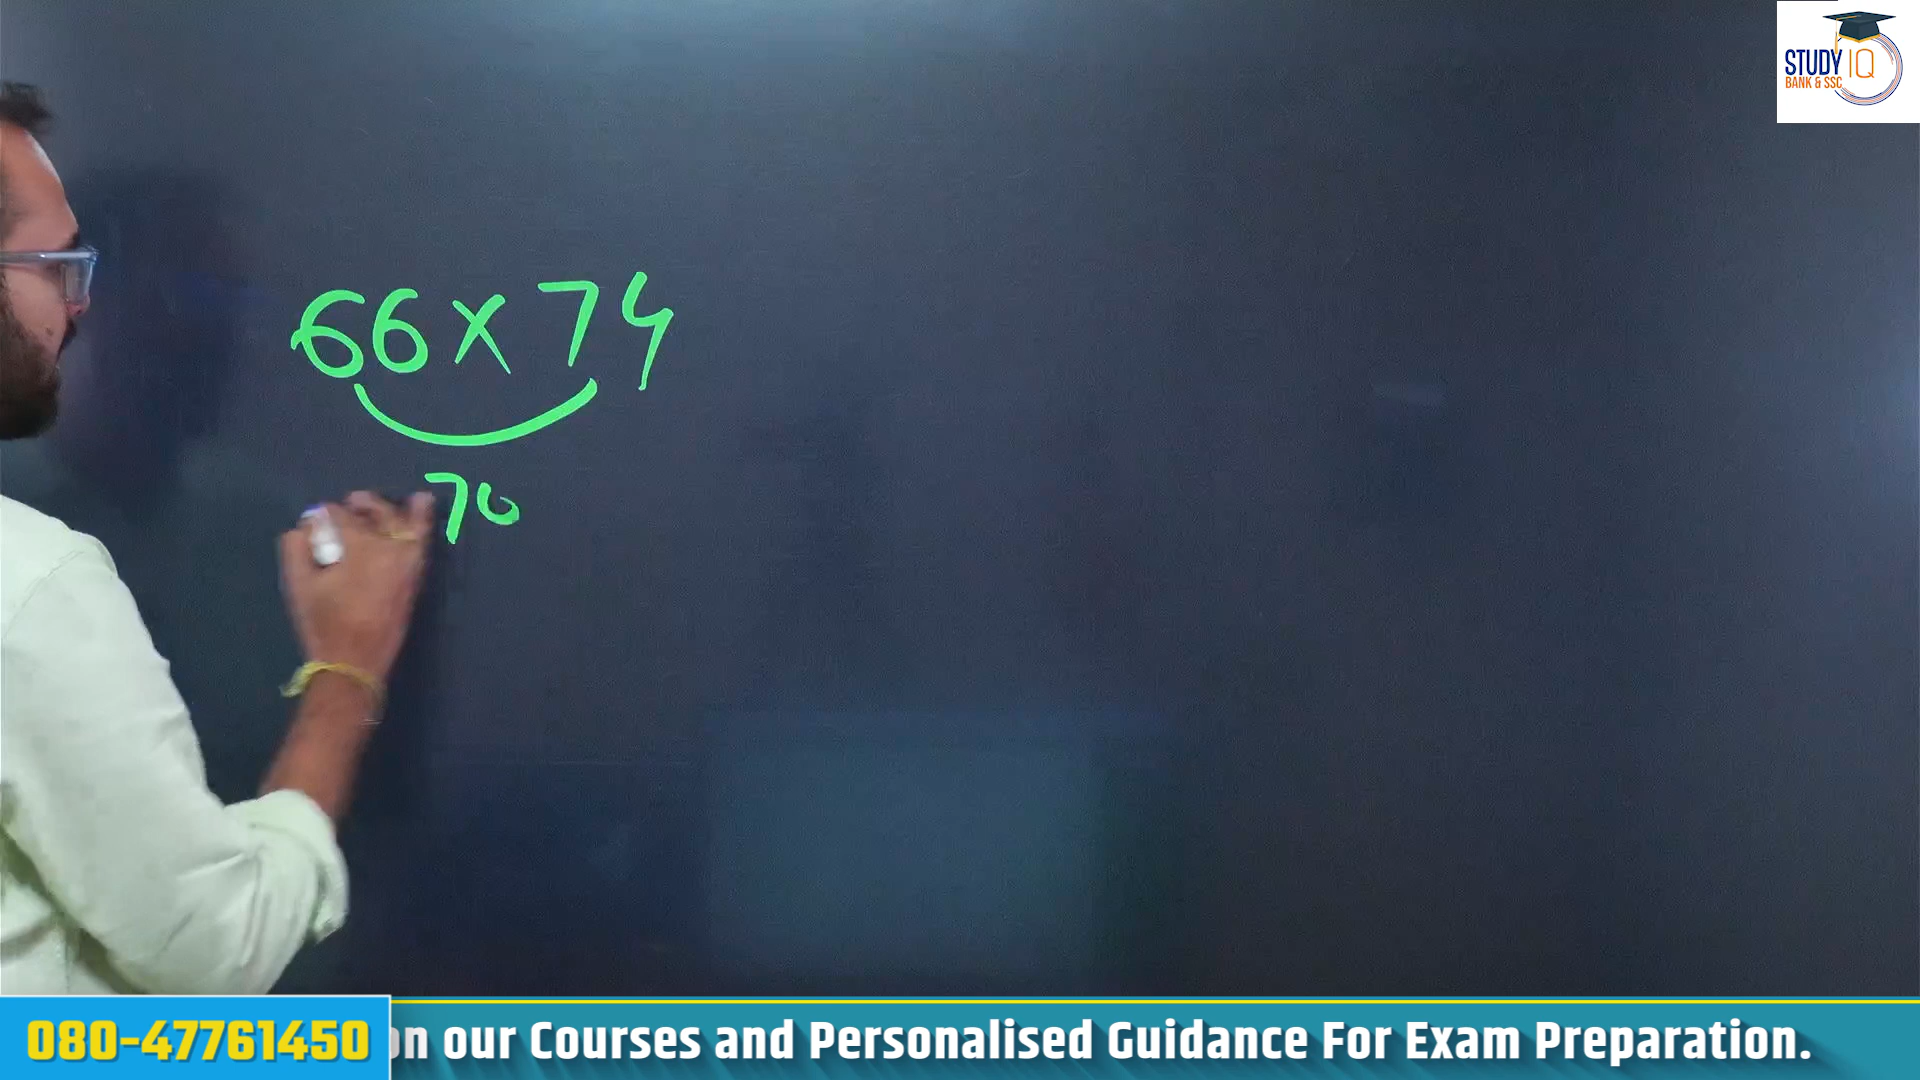 STUDY IQ
BANK & SSC
66 x 74
70
080-47761450
on our Courses and Personalised Guidance For Exam Preparation.